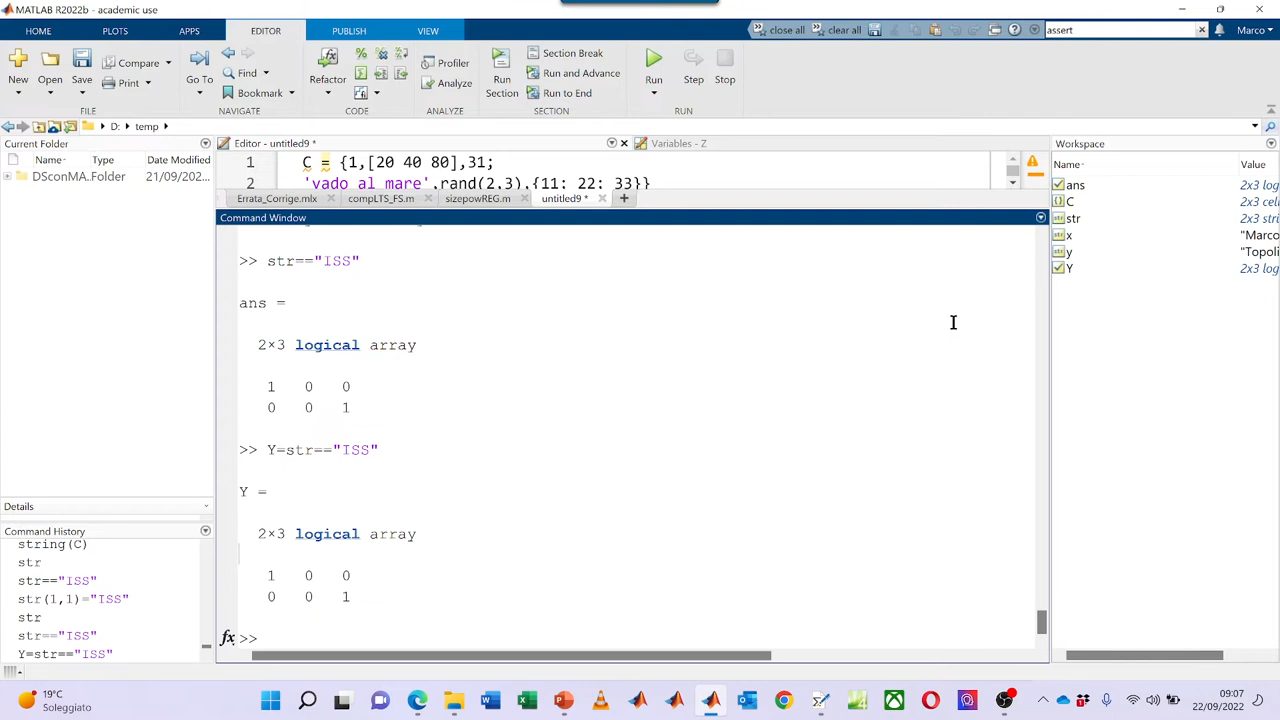 MATLAB R2022b - academic use
HOME PLOTS APPS EDITOR PUBLISH VIEW
close all clear all assert Marco
New Open Save Compare Print Go To Find Bookmark Refactor Profiler Analyze Run Section Section Break Run and Advance Run to End Run Step Stop
FILE NAVIGATE CODE ANALYZE SECTION RUN
D: temp
Current Folder
Name Type Date Modified
DSconMA... Folder 21/09/202...
Details
Command History
string(C)
str
str=="ISS"
str(1,1)="ISS"
str
str=="ISS"
Y=str=="ISS"
Editor - untitled9 *
Variables - Z
1 C = {1,[20 40 80],31;
2 'vado al mare',rand(2,3),{11; 22; 33}}
Errata_Corrige.mlx compLTS_FS.m sizepowREG.m untitled9 *
Command Window
>> str=="ISS"
ans =
2×3 logical array
1 0 0
0 0 1
>> Y=str=="ISS"
Y =
2×3 logical array
1 0 0
0 0 1
fx >>
Workspace
Name Value
ans 2x3 log
C 2x3 cell
str 2x3 stri
x "Marco
y "Topoli
Y 2x3 log
19°C
Soleggiato
09:07
22/09/2022